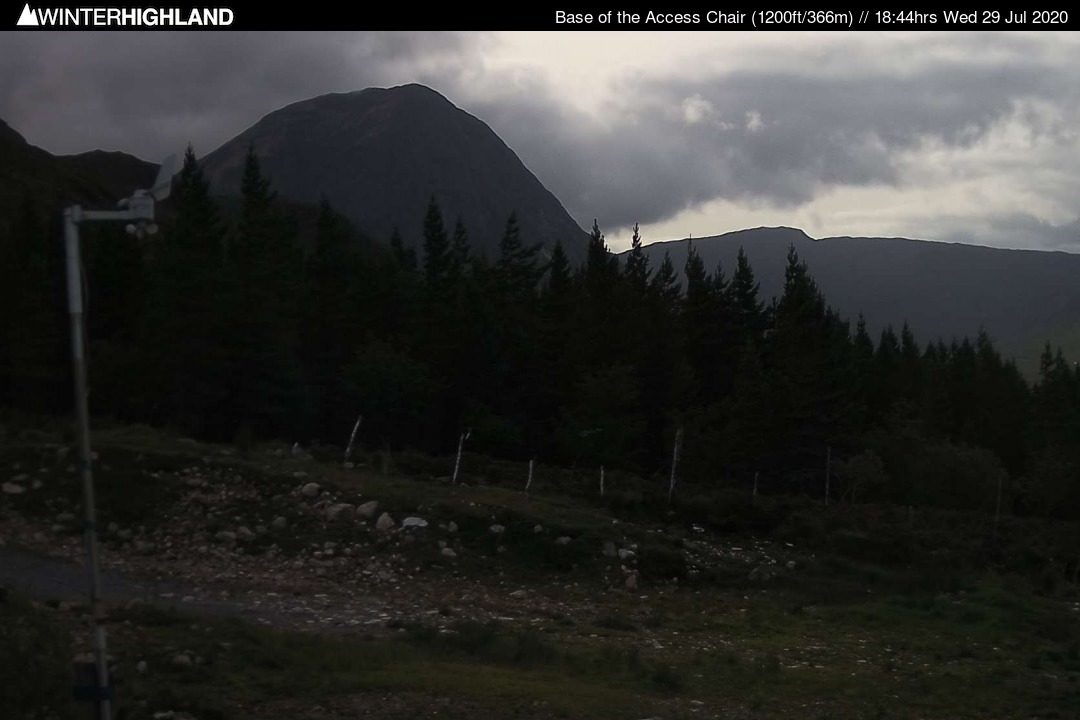 WINTERHIGHLAND
Base of the Access Chair (1200ft/366m) // 18:44hrs Wed 29 Jul 2020